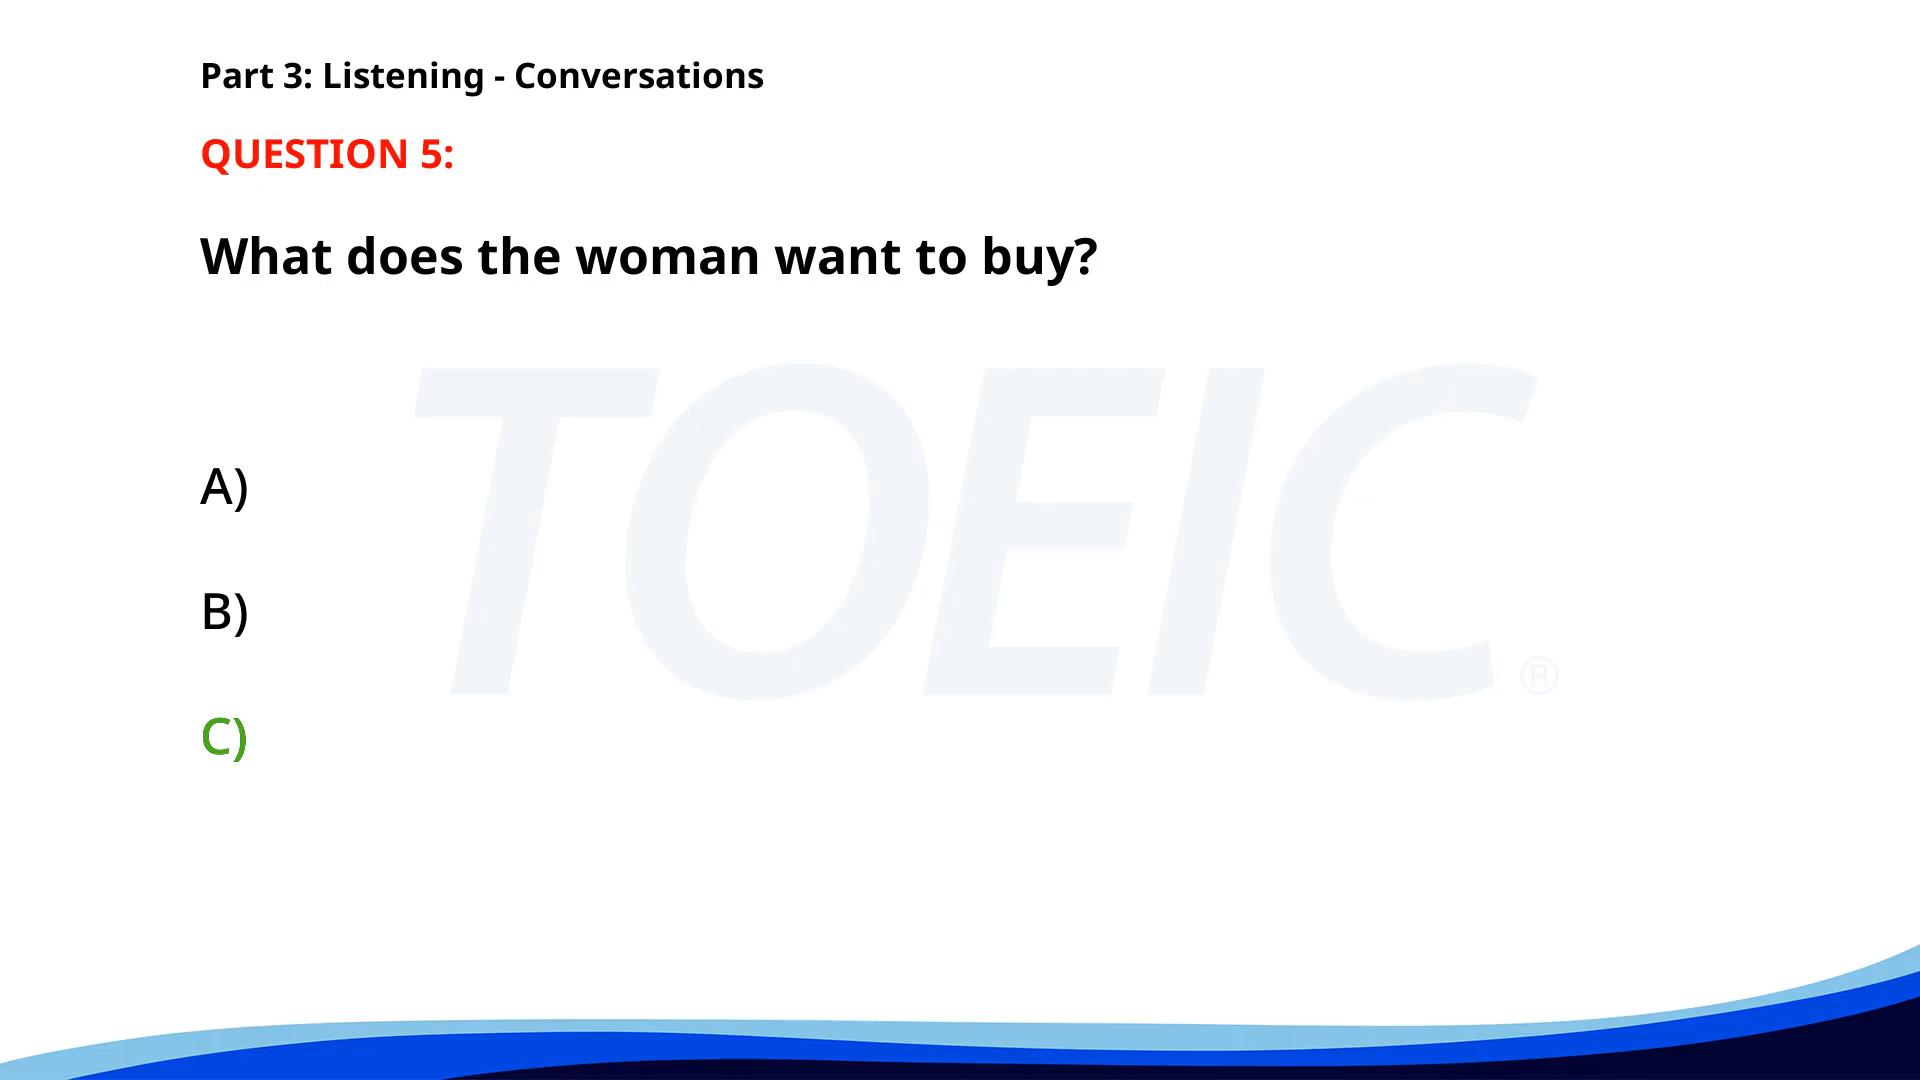 Part 3: Listening - Conversations
QUESTION 5:
What does the woman want to buy?
TOEIC®
A)
B)
C)